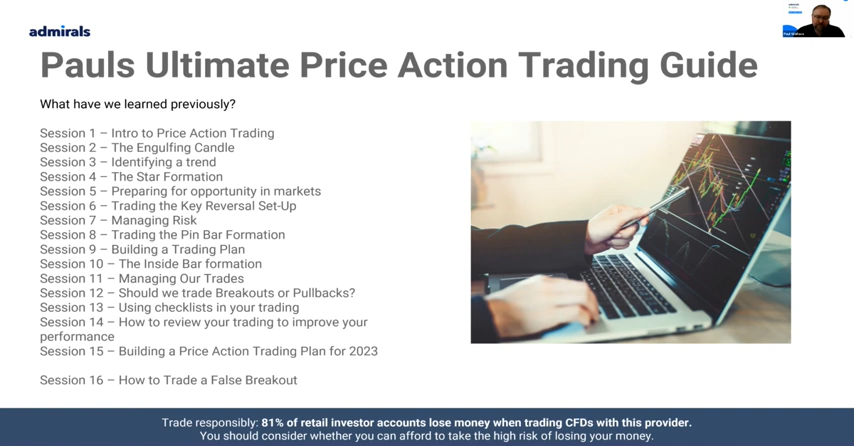 admirals
Pauls Ultimate Price Action Trading Guide
What have we learned previously?
Session 1 – Intro to Price Action Trading
Session 2 – The Engulfing Candle
Session 3 – Identifying a trend
Session 4 – The Star Formation
Session 5 – Preparing for opportunity in markets
Session 6 – Trading the Key Reversal Set-Up
Session 7 – Managing Risk
Session 8 – Trading the Pin Bar Formation
Session 9 – Building a Trading Plan
Session 10 – The Inside Bar formation
Session 11 – Managing Our Trades
Session 12 – Should we trade Breakouts or Pullbacks?
Session 13 – Using checklists in your trading
Session 14 – How to review your trading to improve your
performance
Session 15 – Building a Price Action Trading Plan for 2023
Session 16 – How to Trade a False Breakout
Trade responsibly: 81% of retail investor accounts lose money when trading CFDs with this provider.
You should consider whether you can afford to take the high risk of losing your money.